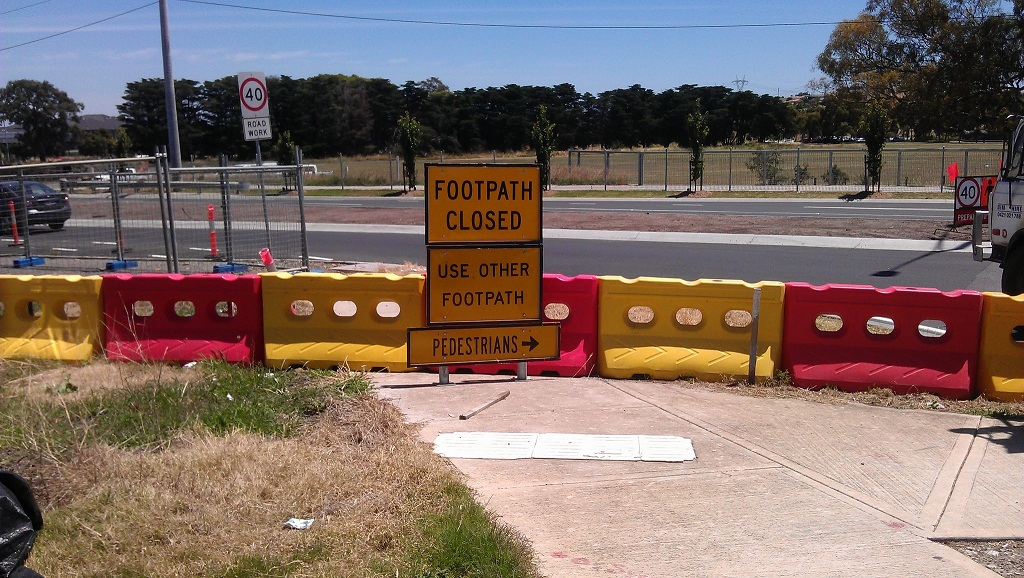 40
ROAD
WORK
FOOTPATH
CLOSED
USE OTHER
FOOTPATH
PEDESTRIANS →
40